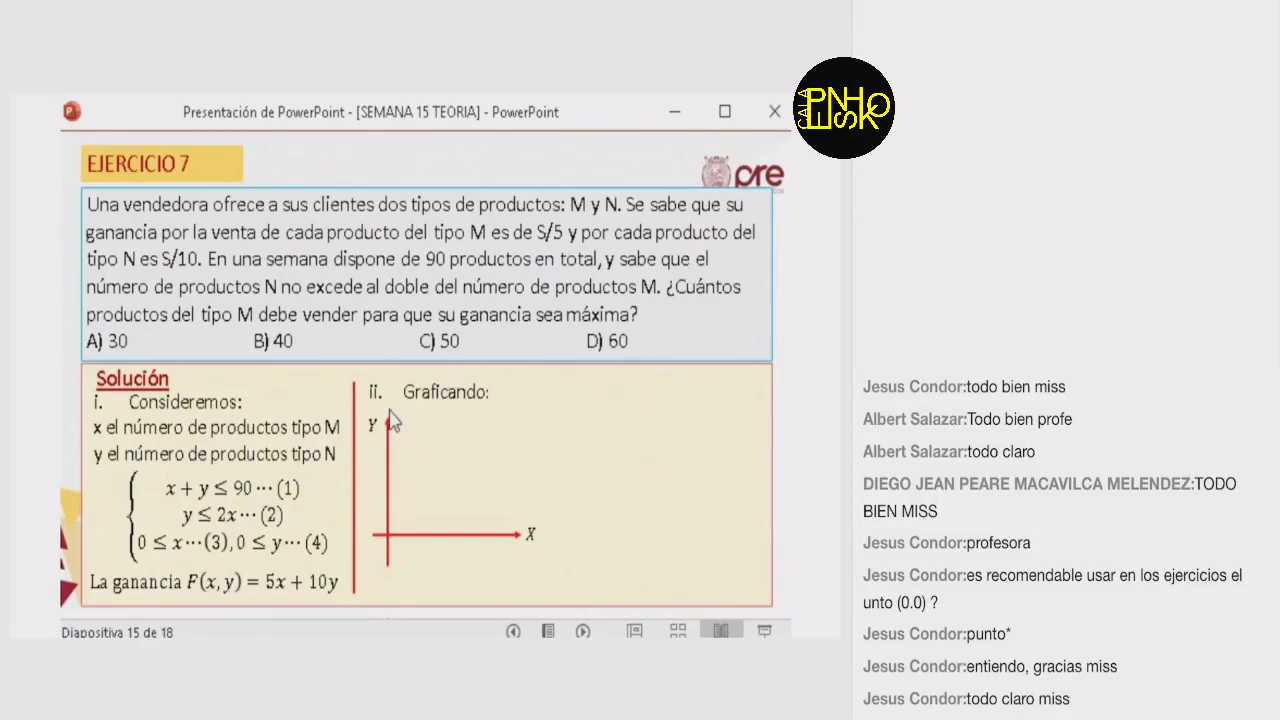 Presentación de PowerPoint - [SEMANA 15 TEORIA] - PowerPoint
EJERCICIO 7
pre
Una vendedora ofrece a sus clientes dos tipos de productos: M y N. Se sabe que su
ganancia por la venta de cada producto del tipo M es de S/5 y por cada producto del
tipo N es S/10. En una semana dispone de 90 productos en total, y sabe que el
número de productos N no excede al doble del número de productos M. ¿Cuántos
productos del tipo M debe vender para que su ganancia sea máxima?
A) 30 B) 40 C) 50 D) 60
Solución
i. Consideremos:
x el número de productos tipo M
y el número de productos tipo N
x + y ≤ 90 ⋯ (1)
y ≤ 2x ⋯ (2)
0 ≤ x ⋯ (3), 0 ≤ y ⋯ (4)
La ganancia F(x, y) = 5x + 10y
ii. Graficando:
Y
X
Diapositiva 15 de 18
Jesus Condor:todo bien miss
Albert Salazar:Todo bien profe
Albert Salazar:todo claro
DIEGO JEAN PEARE MACAVILCA MELENDEZ:TODO
BIEN MISS
Jesus Condor:profesora
Jesus Condor:es recomendable usar en los ejercicios el
unto (0.0) ?
Jesus Condor:punto*
Jesus Condor:entiendo, gracias miss
Jesus Condor:todo claro miss